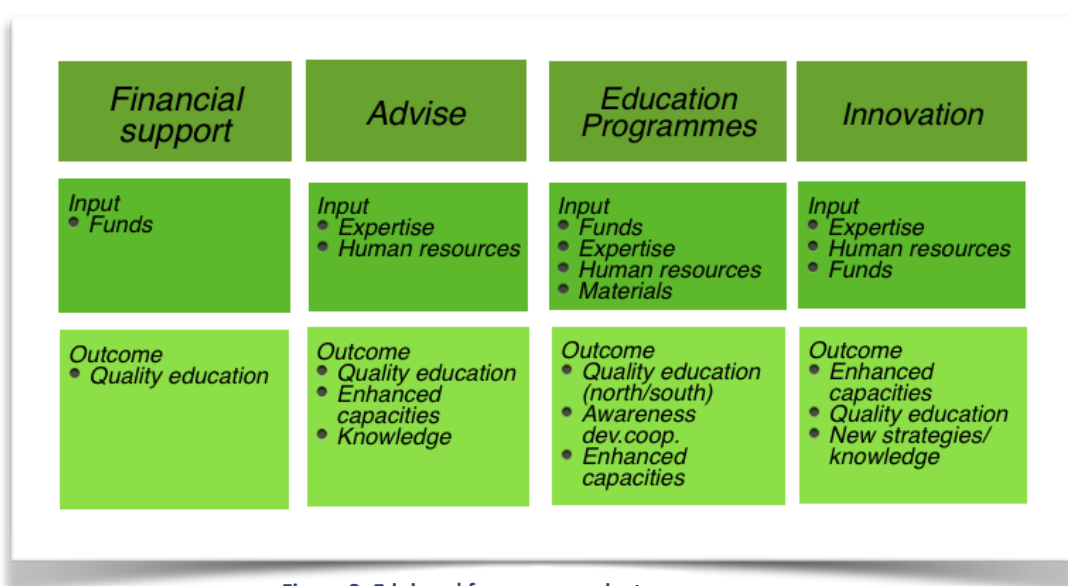 Financial
support
Advise
Education
Programmes
Innovation
Input
• Funds
Input
• Expertise
• Human resources
Input
• Funds
• Expertise
• Human resources
• Materials
Input
• Expertise
• Human resources
• Funds
Outcome
• Quality education
Outcome
• Quality education
• Enhanced
capacities
• Knowledge
Outcome
• Quality education
(north/south)
• Awareness
dev.coop.
• Enhanced
capacities
Outcome
• Enhanced
capacities
• Quality education
• New strategies/
knowledge